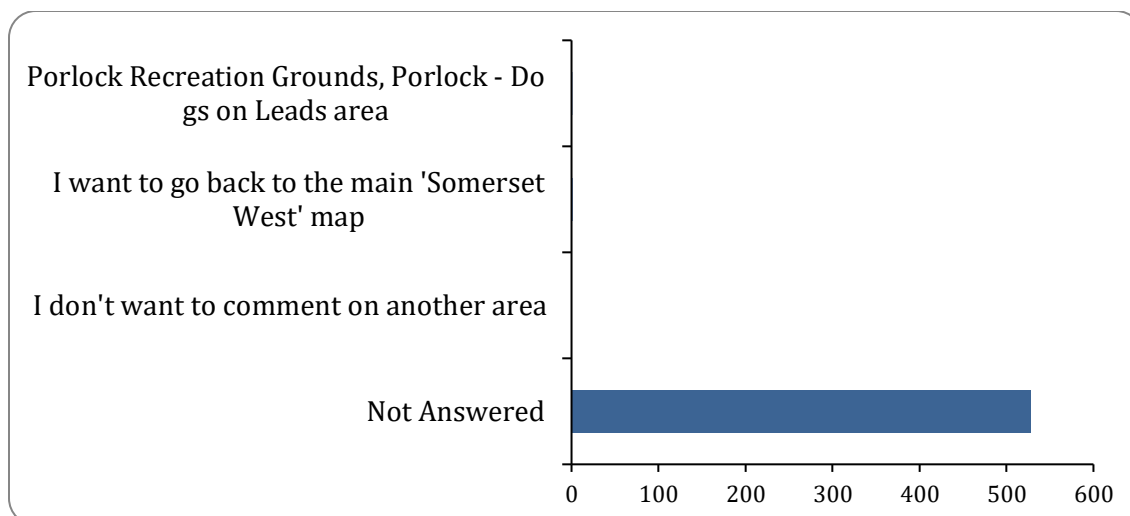 Porlock Recreation Grounds, Porlock - Do
gs on Leads area
I want to go back to the main 'Somerset
West' map
I don't want to comment on another area
Not Answered
0 100 200 300 400 500 600